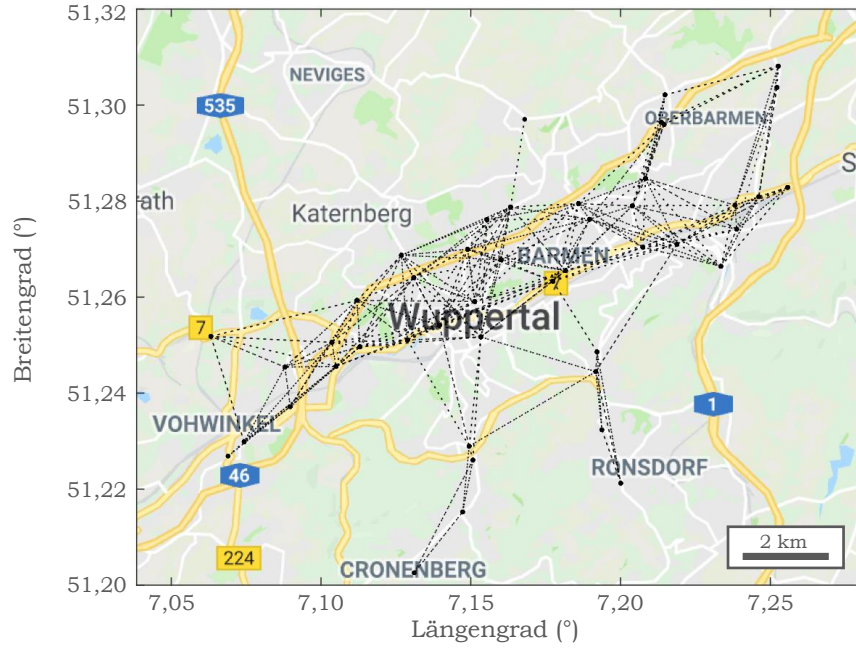 51,32
NEVIGES
535
51,30
OBERBARMEN
ath
S
51,28
Katernberg
BARMEN
Breitengrad (°)
51,26
7
7
Wuppertal
51,24
VOHWINKEL
1
46
RONSDORF
51,22
224
CRONENBERG
2 km
51,20
7,05
7,10
7,15
7,20
7,25
Längengrad (°)